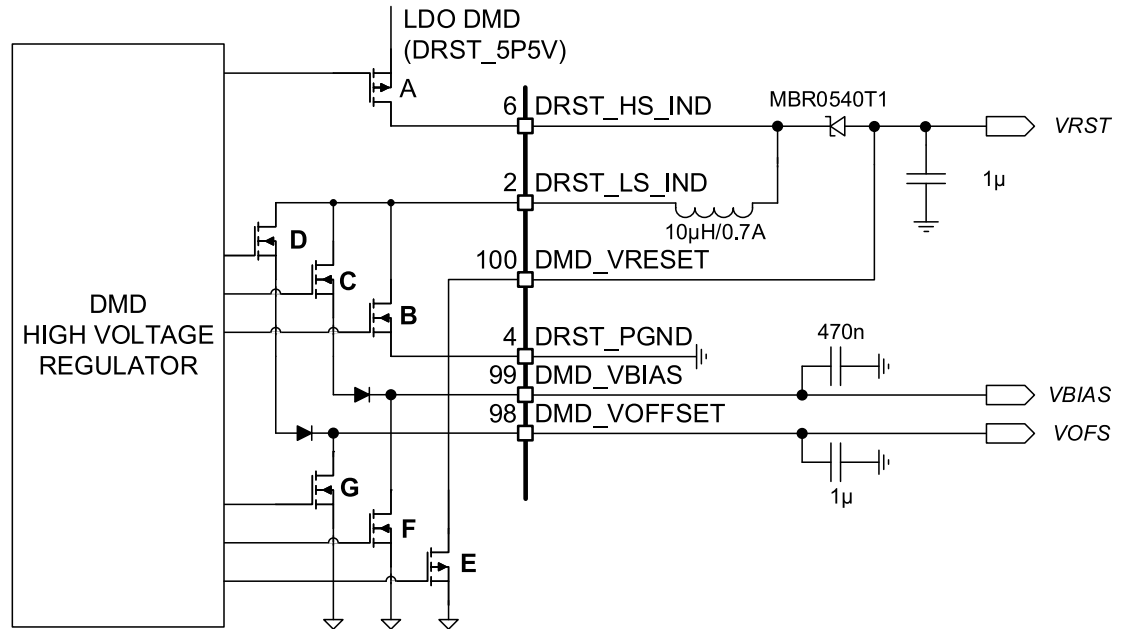 LDO DMD
(DRST_5P5V)
A
6 DRST_HS_IND
MBR0540T1
VRST
1µ
2 DRST_LS_IND
10µH/0.7A
D
C
B
100 DMD_VRESET
DMD
HIGH VOLTAGE
REGULATOR
4 DRST_PGND
470n
99 DMD_VBIAS
VBIAS
98 DMD_VOFFSET
VOFS
1µ
G
F
E